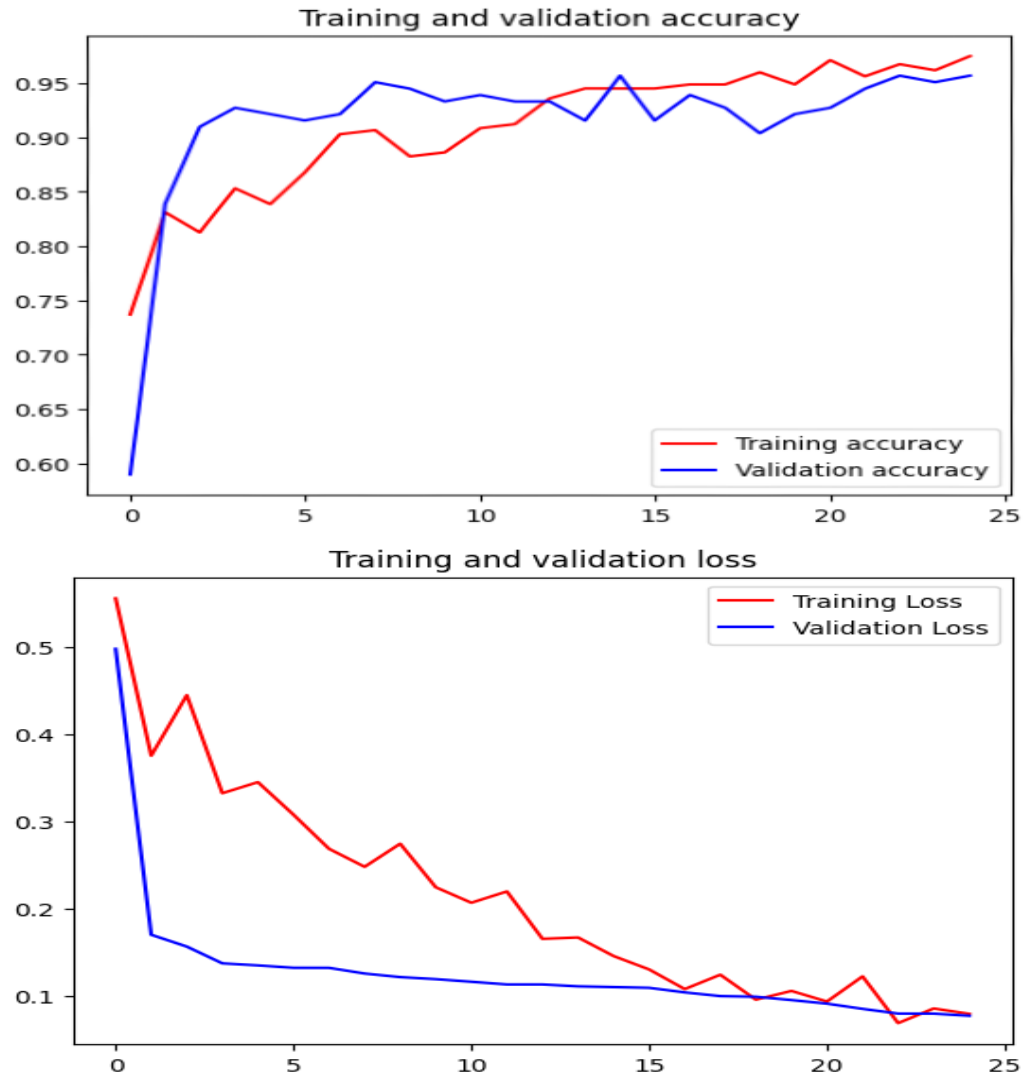 Training and validation accuracy
0.95
0.90
0.85
0.80
0.75
0.70
0.65
0.60
Training accuracy
Validation accuracy
0 5 10 15 20 25
Training and validation loss
Training Loss
Validation Loss
0.5
0.4
0.3
0.2
0.1
0 5 10 15 20 25